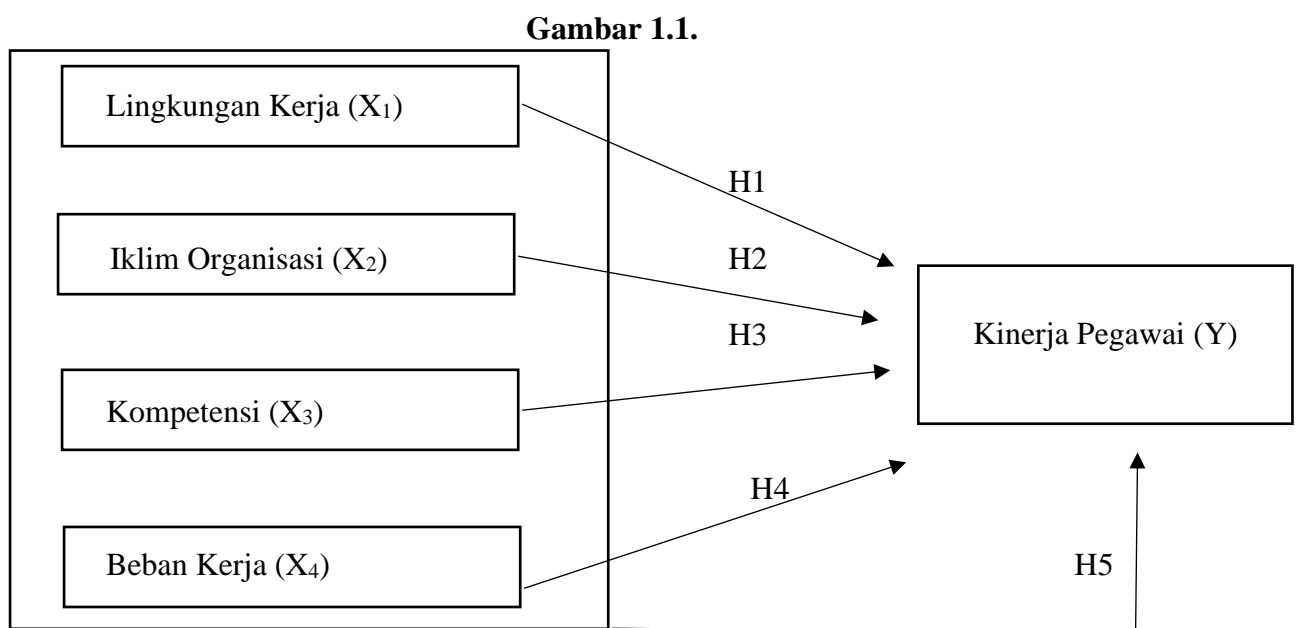 Gambar 1.1.
Lingkungan Kerja (X₁)
H1
Iklim Organisasi (X₂)
H2
H3
Kinerja Pegawai (Y)
Kompetensi (X₃)
H4
Beban Kerja (X₄)
H5